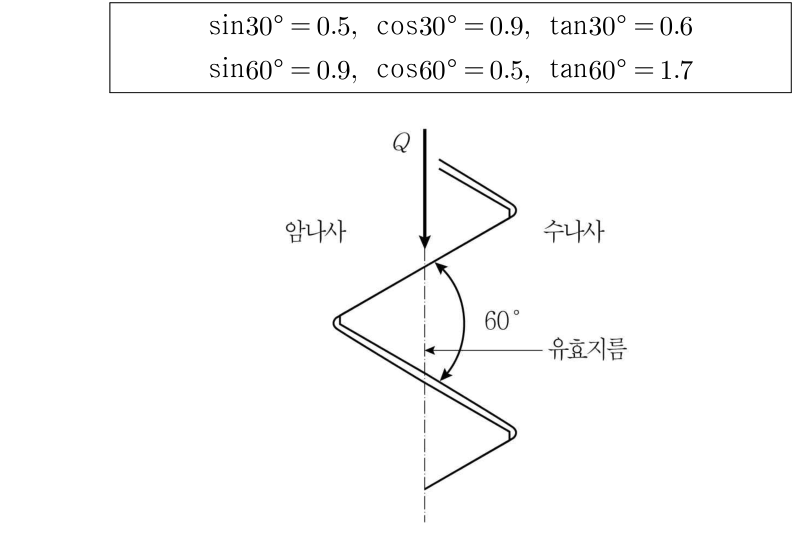 sin30° = 0.5, cos30° = 0.9, tan30° = 0.6
sin60° = 0.9, cos60° = 0.5, tan60° = 1.7
Q
암나사
수나사
60°
유효지름